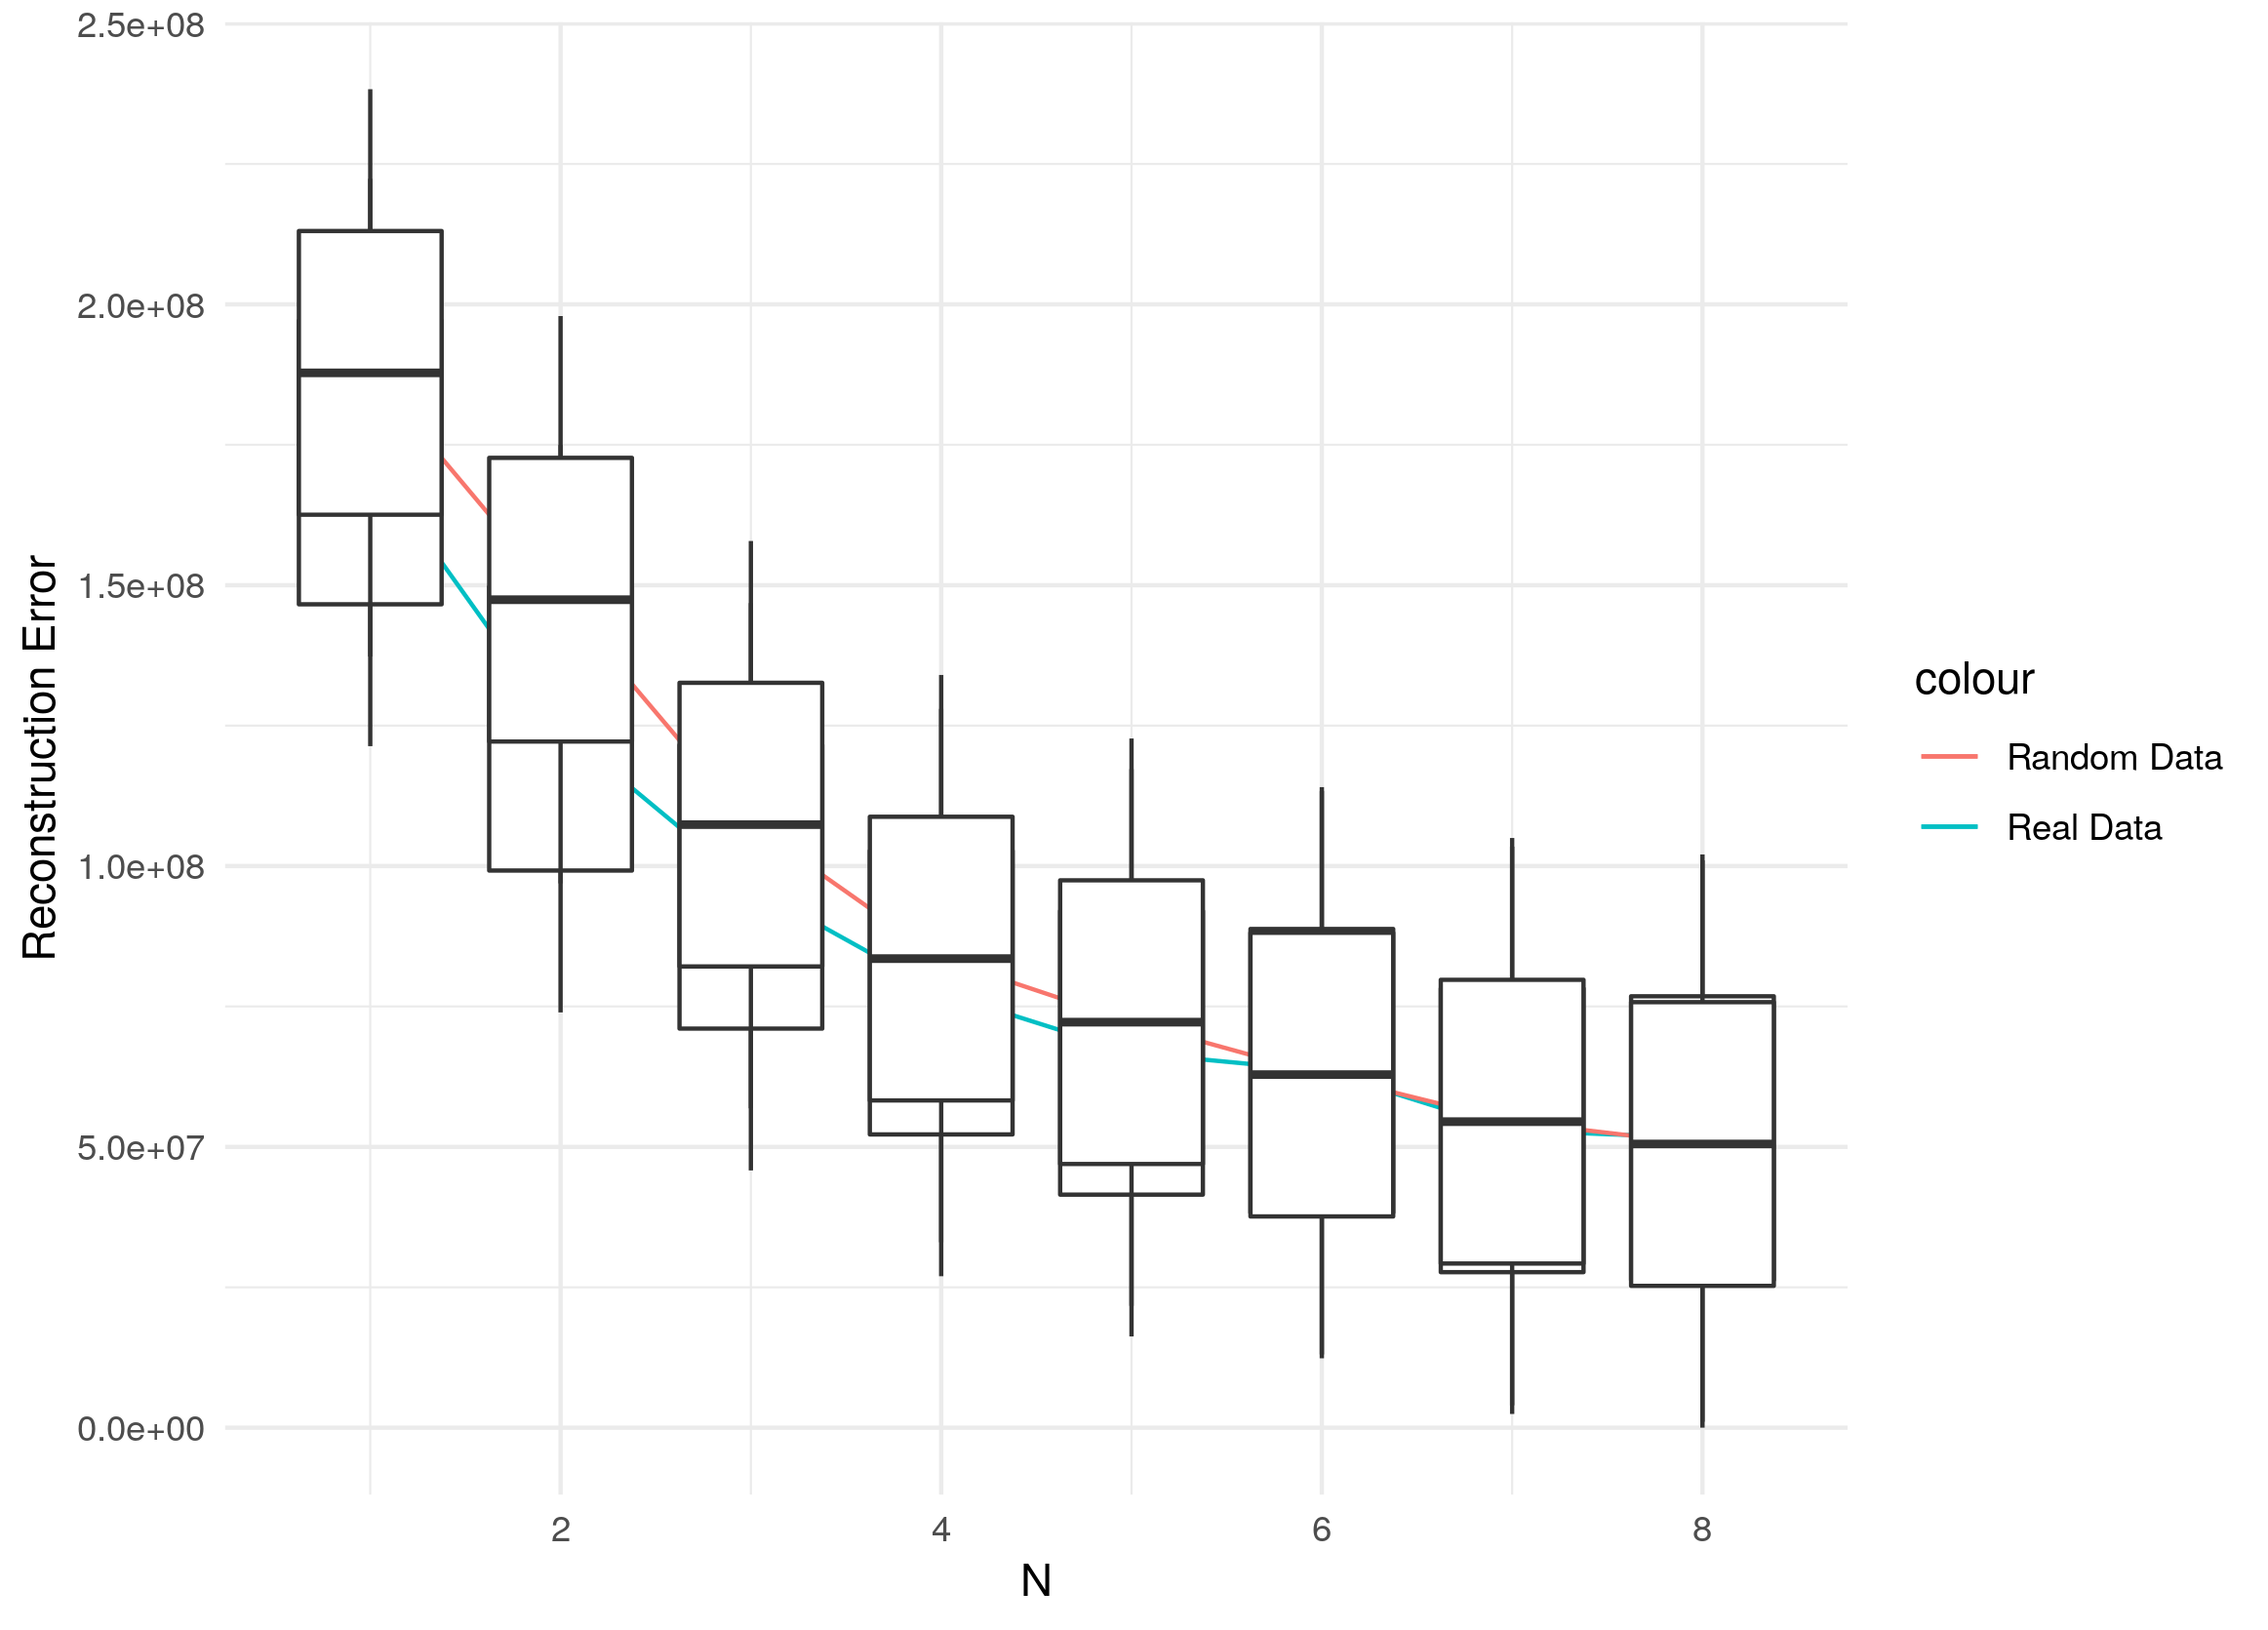 2.5e+08
2.0e+08
1.5e+08
1.0e+08
5.0e+07
0.0e+00
Reconstruction Error
2 4 6 8
N
colour
Random Data
Real Data